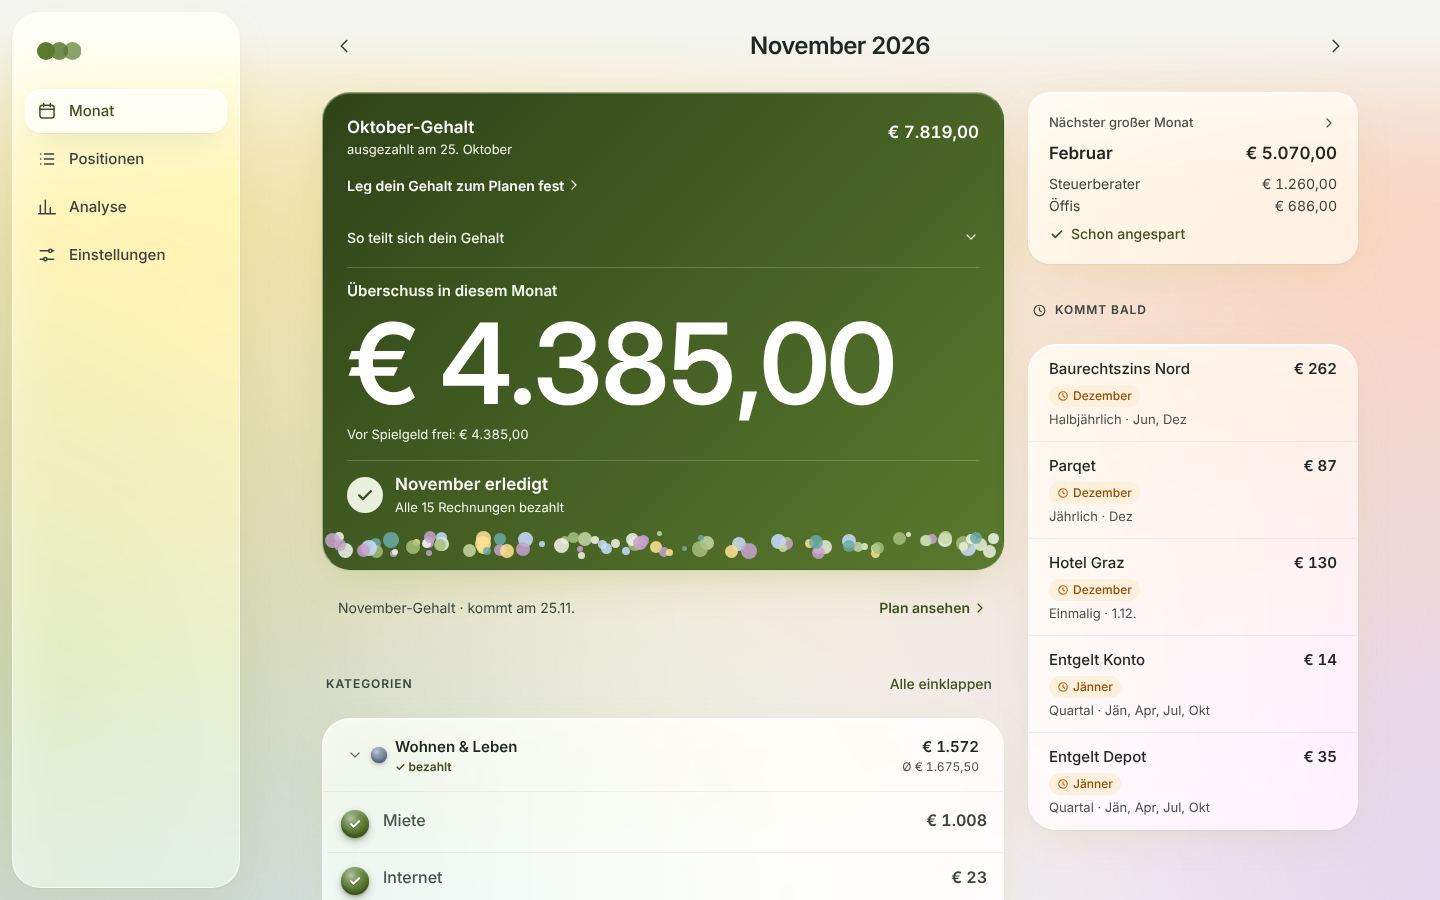 Monat
Positionen
Analyse
Einstellungen
November 2026
Oktober-Gehalt
€ 7.819,00
ausgezahlt am 25. Oktober
Leg dein Gehalt zum Planen fest
So teilt sich dein Gehalt
Überschuss in diesem Monat
€ 4.385,00
Vor Spielgeld frei: € 4.385,00
November erledigt
Alle 15 Rechnungen bezahlt
November-Gehalt · kommt am 25.11.
Plan ansehen
KATEGORIEN
Alle einklappen
Wohnen & Leben
€ 1.572
bezahlt
Ø € 1.675,50
Miete
€ 1.008
Internet
€ 23
Nächster großer Monat
Februar
€ 5.070,00
Steuerberater
€ 1.260,00
Öffis
€ 686,00
Schon angespart
KOMMT BALD
Baurechtszins Nord
€ 262
Dezember
Halbjährlich · Jun, Dez
Parqet
€ 87
Dezember
Jährlich · Dez
Hotel Graz
€ 130
Dezember
Einmalig · 1.12.
Entgelt Konto
€ 14
Jänner
Quartal · Jän, Apr, Jul, Okt
Entgelt Depot
€ 35
Jänner
Quartal · Jän, Apr, Jul, Okt